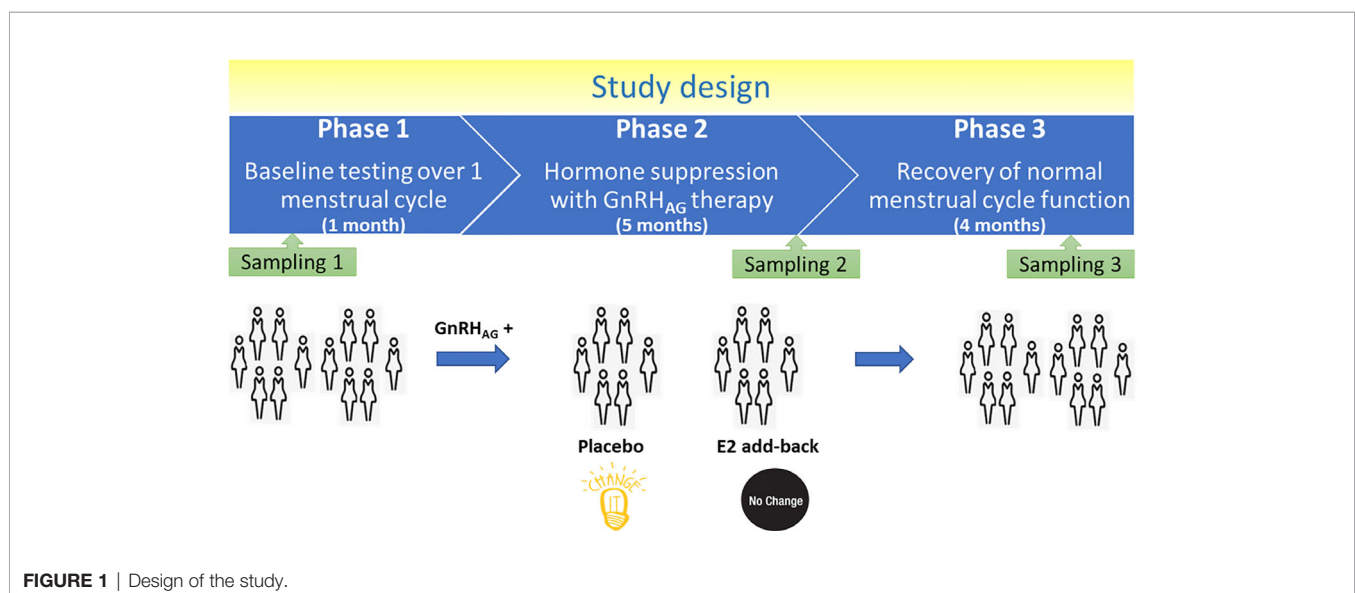 Study design
Phase 1
Baseline testing over 1
menstrual cycle
(1 month)
Phase 2
Hormone suppression
with GnRHAG therapy
(5 months)
Phase 3
Recovery of normal
menstrual cycle function
(4 months)
Sampling 1
Sampling 2
Sampling 3
GnRHAG +
Placebo
E2 add-back
CHANGE
IT
No Change
FIGURE 1 | Design of the study.